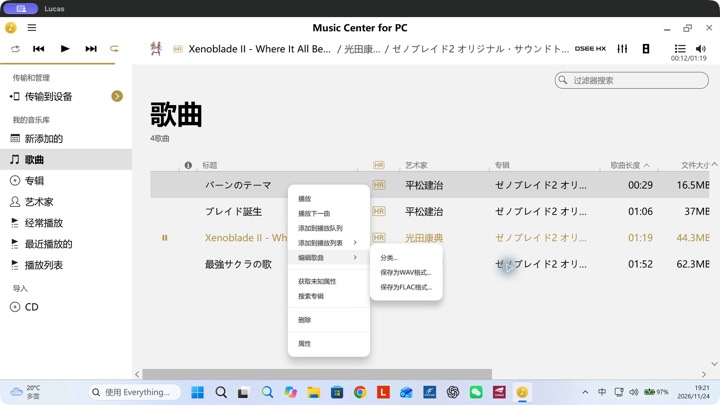 Lucas
Music Center for PC
HR Xenoblade II - Where It All Be... / 光田康... / ゼノブレイド2 オリジナル・サウンドト... DSEE HX
00:12/01:19
传输和管理
传输到设备
我的音乐库
新添加的
歌曲
专辑
艺术家
经常播放
最近播放的
播放列表
导入
CD
过滤器搜索
歌曲
4歌曲
标题 HR 艺术家 专辑 歌曲长度 文件大小
バーンのテーマ HR 平松建治 ゼノブレイド2 オリ... 00:29 16.5MB
ブレイド誕生 HR 平松建治 ゼノブレイド2 オリ... 01:06 37MB
Xenoblade II - Wh HR 光田康典 ゼノブレイド2 オリ... 01:19 44.3MB
最強サクラの歌 ゼノブレイド2 オリ... 01:52 62.3MB
播放
播放下一曲
添加到播放队列
添加到播放列表
编辑歌曲
获取未知属性
搜索专辑
删除
属性
分类...
保存为WAV格式...
保存为FLAC格式...
20°C
多雲
使用 Everything...
中
97%
19:21
2026/11/24